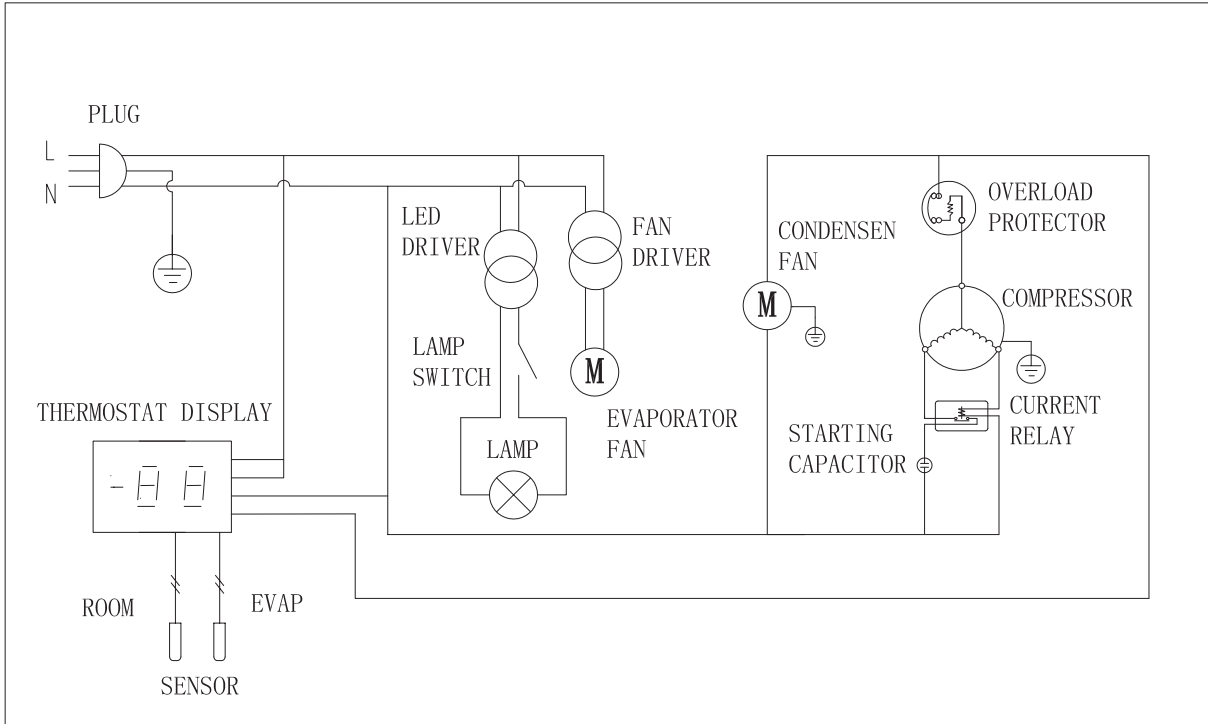 PLUG
L
N
LED
DRIVER
FAN
DRIVER
CONDENSEN
FAN
M
OVERLOAD
PROTECTOR
COMPRESSOR
LAMP
SWITCH
M
EVAPORATOR
FAN
THERMOSTAT DISPLAY
-88
LAMP
STARTING
CAPACITOR
CURRENT
RELAY
ROOM
EVAP
SENSOR